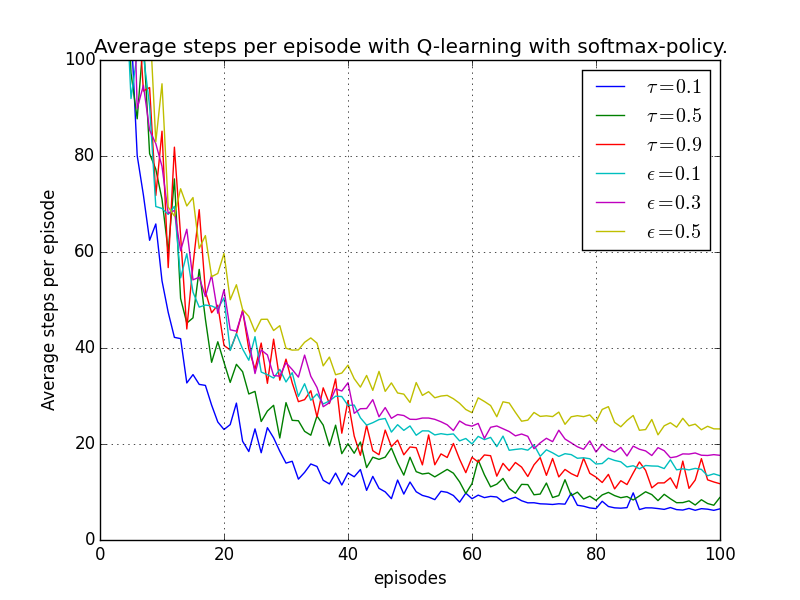 Average steps per episode with Q-learning with softmax-policy.
100
80
60
40
20
0
Average steps per episode
τ=0.1
τ=0.5
τ=0.9
ϵ=0.1
ϵ=0.3
ϵ=0.5
0 20 40 60 80 100
episodes